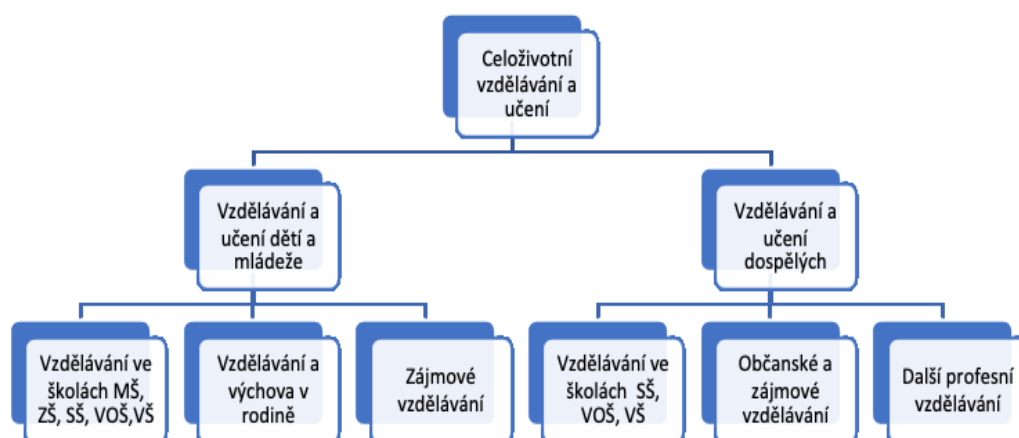 Celoživotní
vzdělávání a
učení
Vzdělávání a
učení dětí a
mládeže
Vzdělávání a
učení
dospělých
Vzdělávání ve
školách MŠ,
ZŠ, SŠ, VOŠ,VŠ
Vzdělávání a
výchova v
rodině
Zájmové
vzdělávání
Vzdělávání ve
školách SŠ,
VOŠ, VŠ
Občanské a
zájmové
vzdělávání
Další profesní
vzdělávání